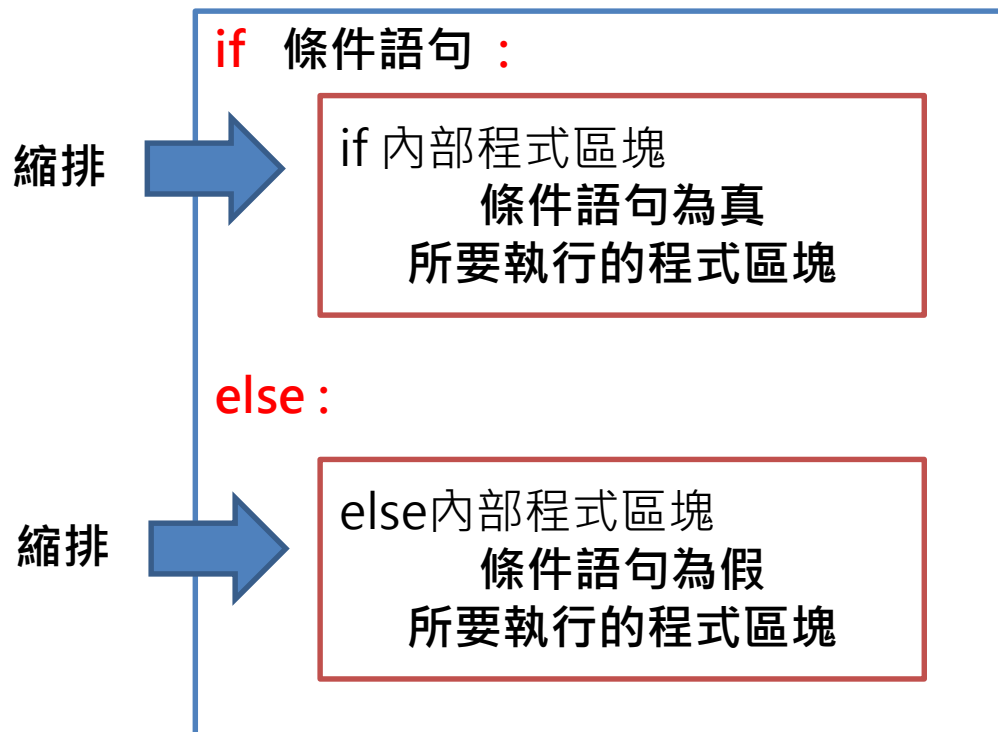 if 條件語句 :
縮排
if 內部程式區塊
條件語句為真
所要執行的程式區塊
else :
縮排
else內部程式區塊
條件語句為假
所要執行的程式區塊